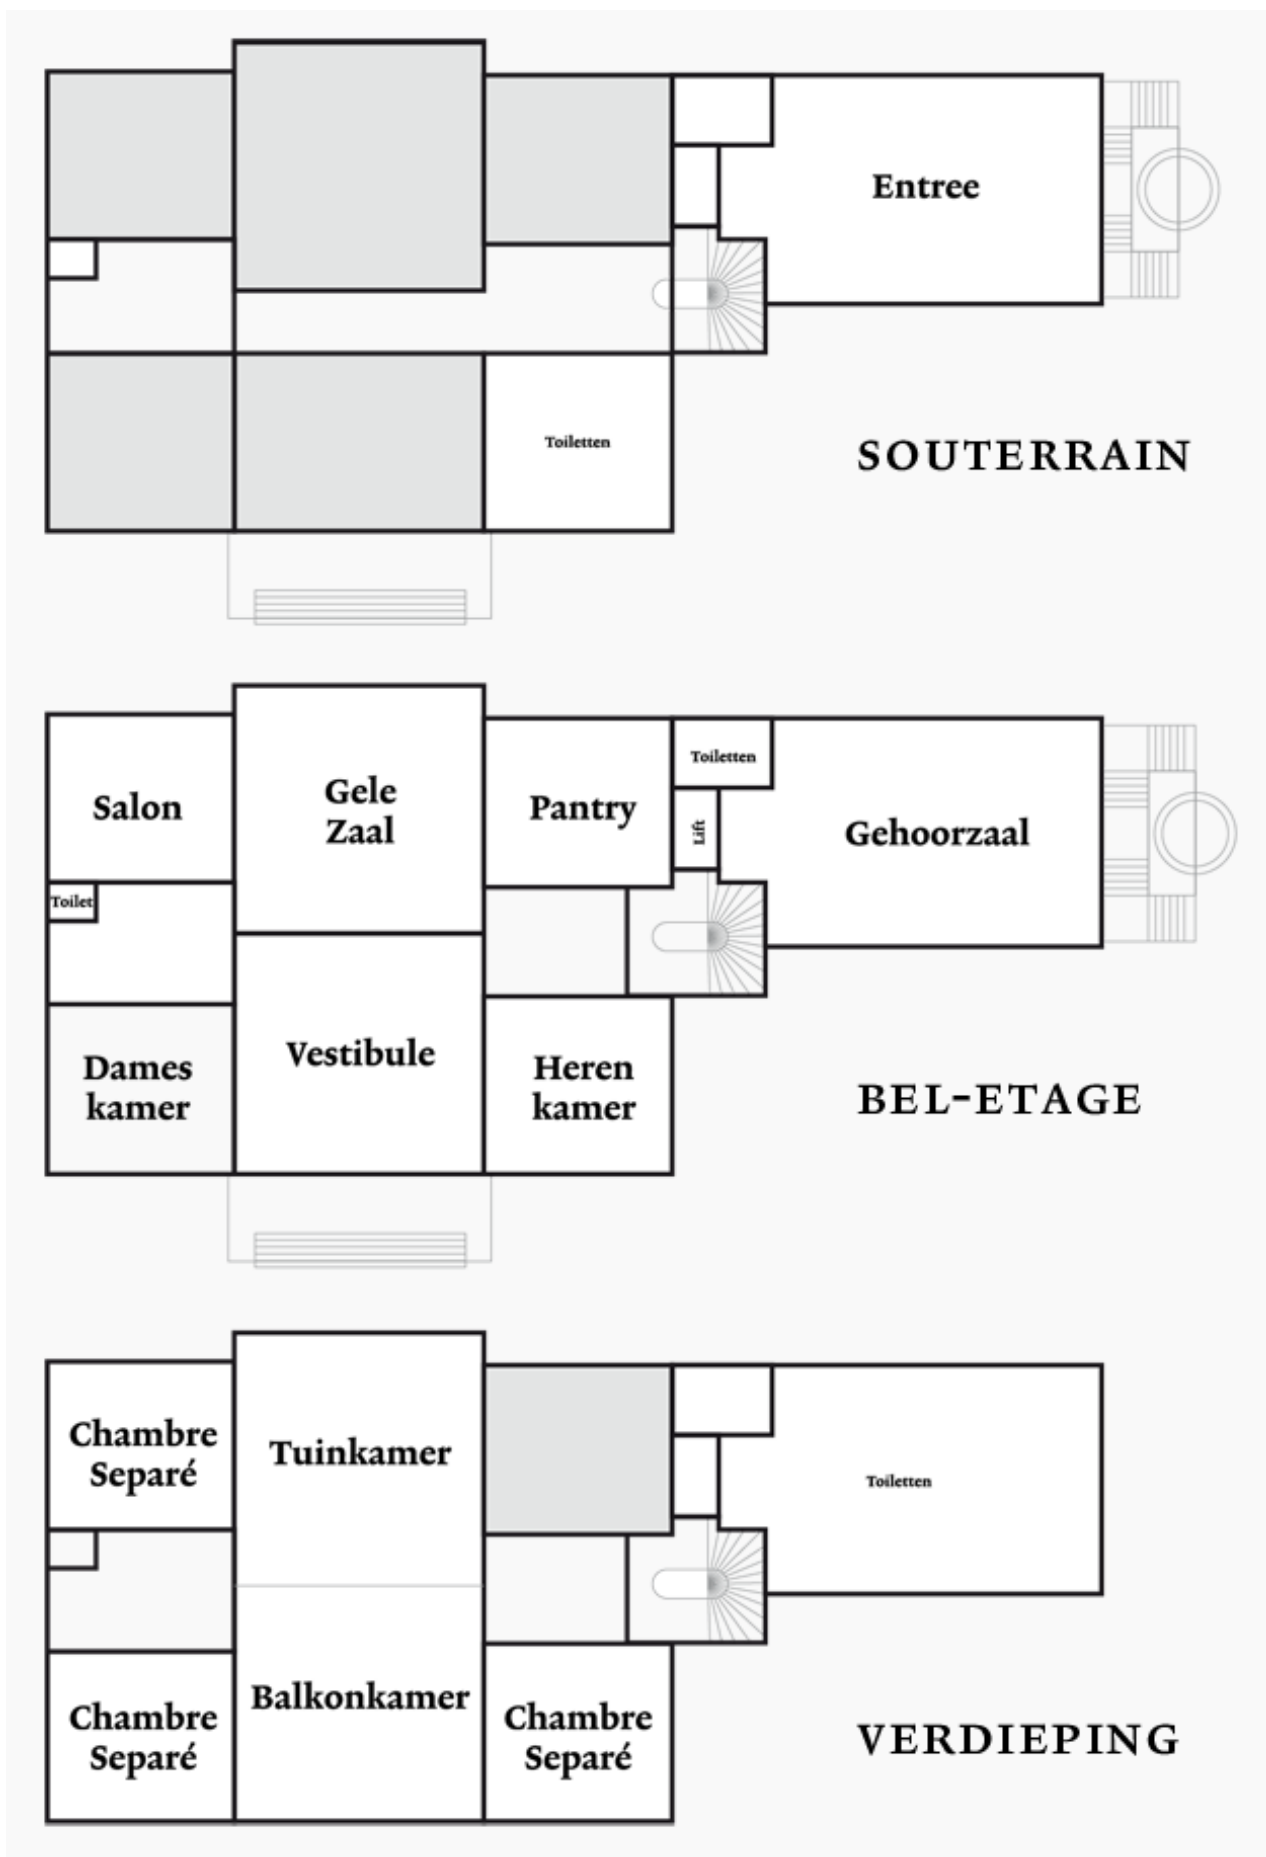 Entree
Toiletten
SOUTERRAIN
Salon
Gele
Zaal
Pantry
Toiletten
Lift
Gehoorzaal
Toilet
Dames
kamer
Vestibule
Heren
kamer
BEL-ETAGE
Chambre
Separé
Tuinkamer
Toiletten
Chambre
Separé
Balkonkamer
Chambre
Separé
VERDIEPING